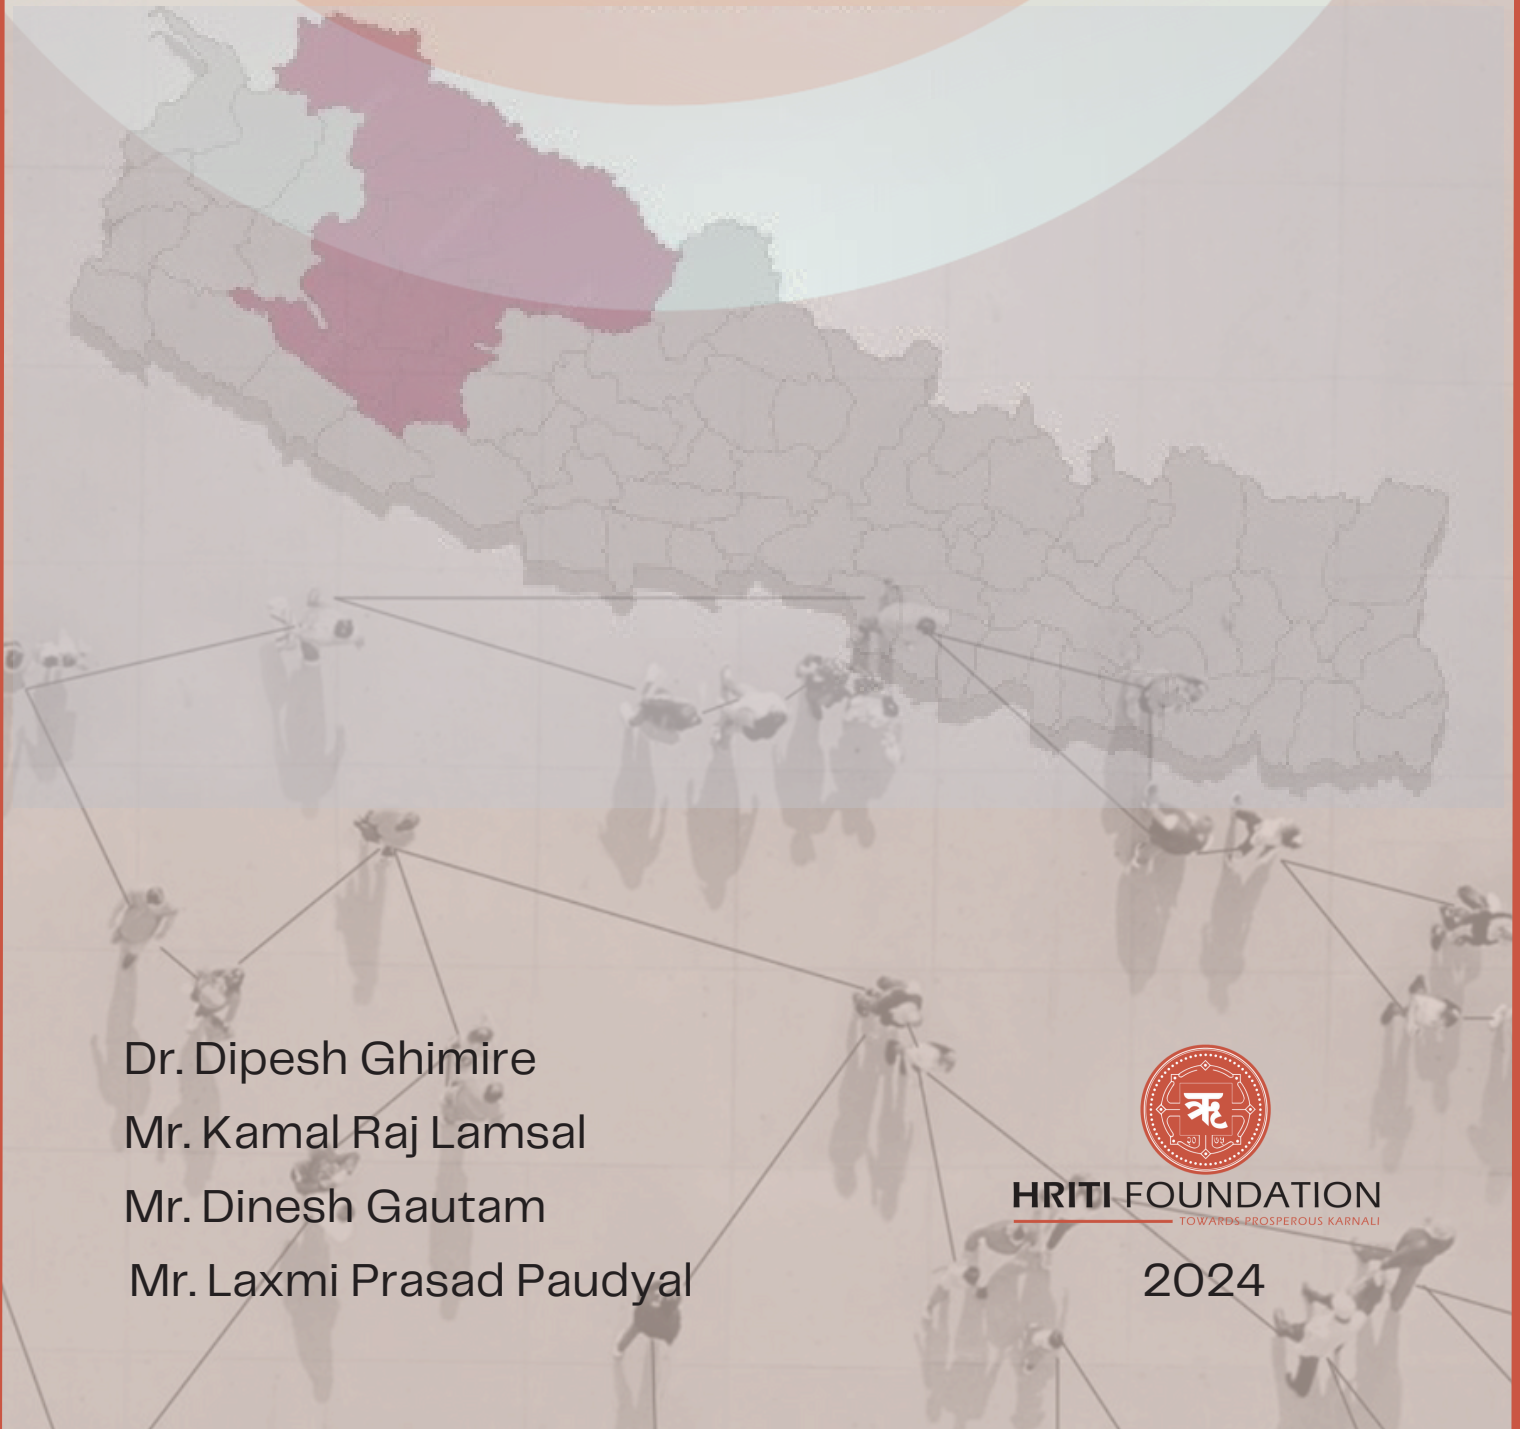 Dr. Dipesh Ghimire
Mr. Kamal Raj Lamsal
Mr. Dinesh Gautam
Mr. Laxmi Prasad Paudyal
ऋ
HRITI FOUNDATION
TOWARDS PROSPEROUS KARNALI
2024